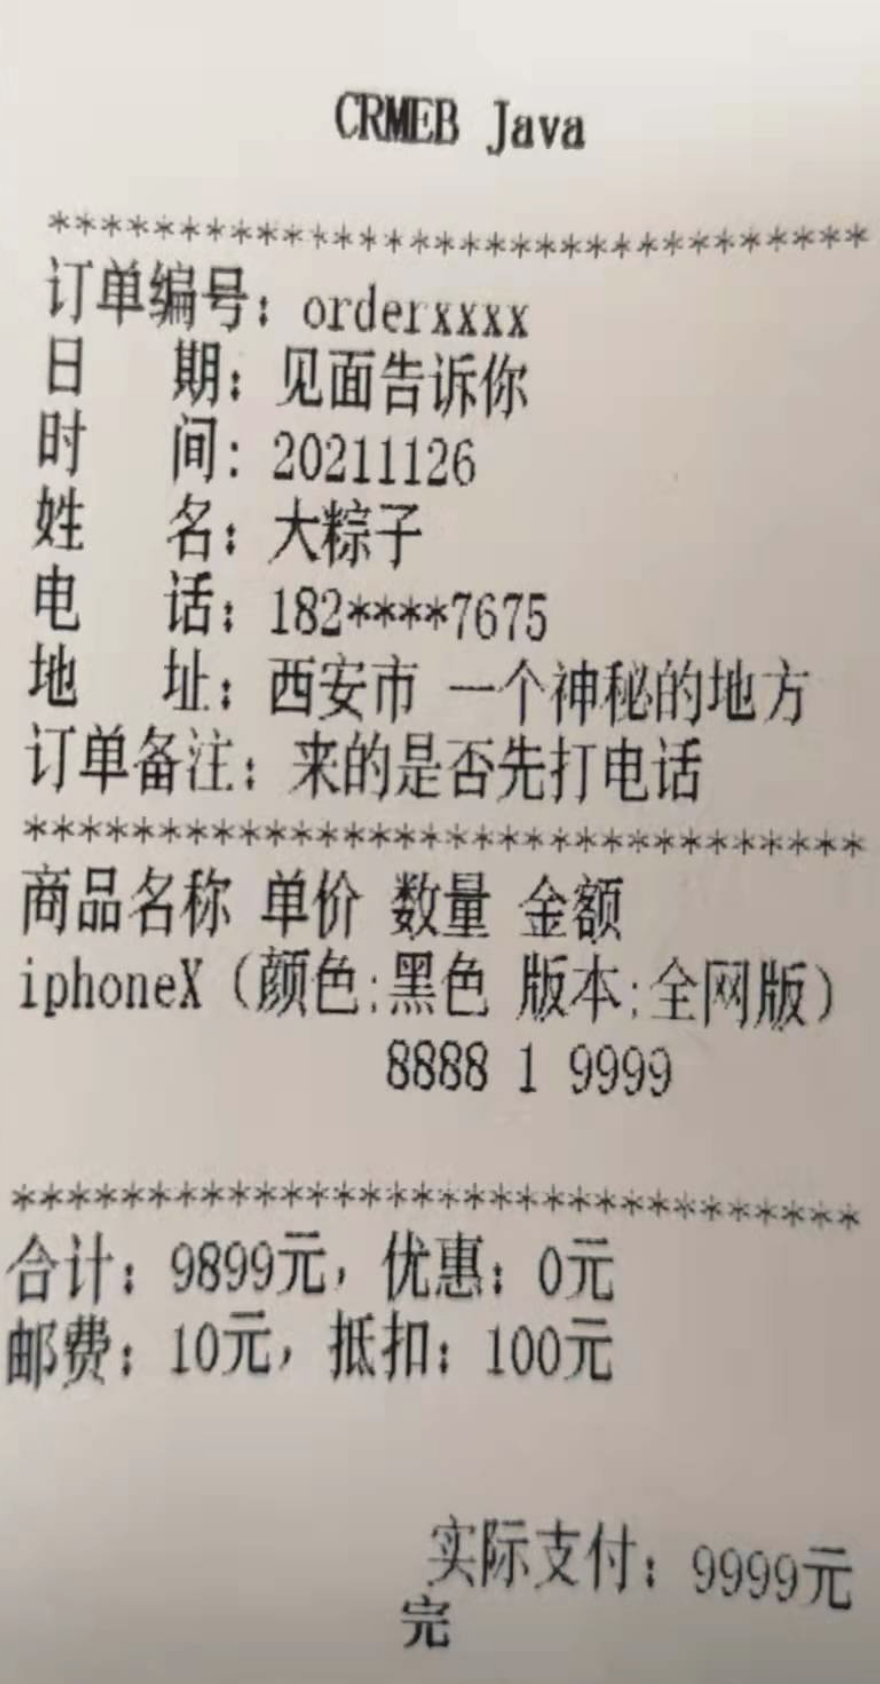 CRMEB Java
********************************
订单编号：orderxxxx
日　　期：见面告诉你
时　　间：20211126
姓　　名：大粽子
电　　话：182****7675
地　　址：西安市 一个神秘的地方
订单备注：来的是否先打电话
********************************
商品名称 单价 数量 金额
iphoneX（颜色:黑色 版本:全网版）
8888 1 9999
********************************
合计：9899元，优惠：0元
邮费：10元，抵扣：100元
实际支付：9999元
完